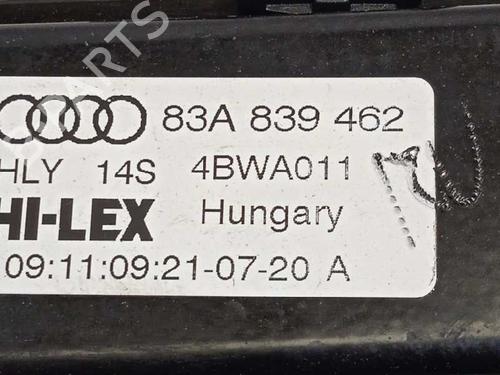 83A 839 462
HLY 14S 4BWA011
HI-LEX Hungary
09:11:09:21-07-20 A